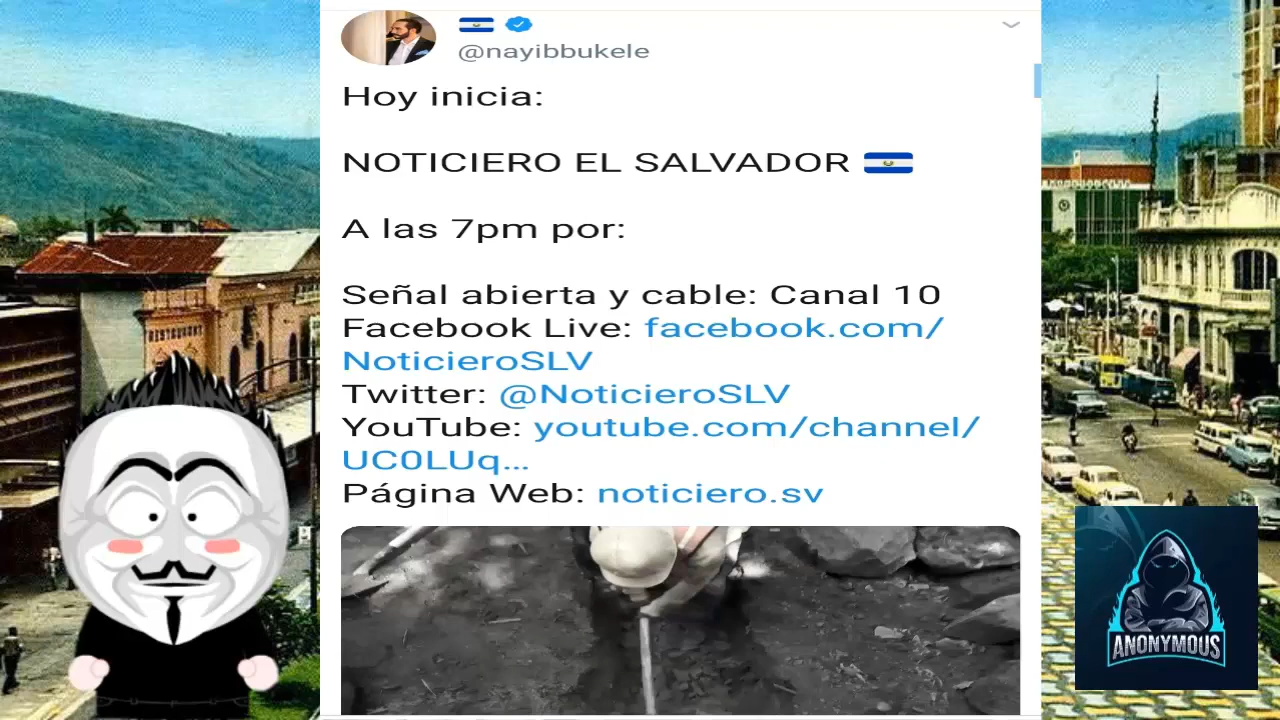 @nayibbukele
Hoy inicia:
NOTICIERO EL SALVADOR
A las 7pm por:
Señal abierta y cable: Canal 10
Facebook Live: facebook.com/
NoticieroSLV
Twitter: @NoticieroSLV
YouTube: youtube.com/channel/
UC0LUq...
Página Web: noticiero.sv
ANONYMOUS